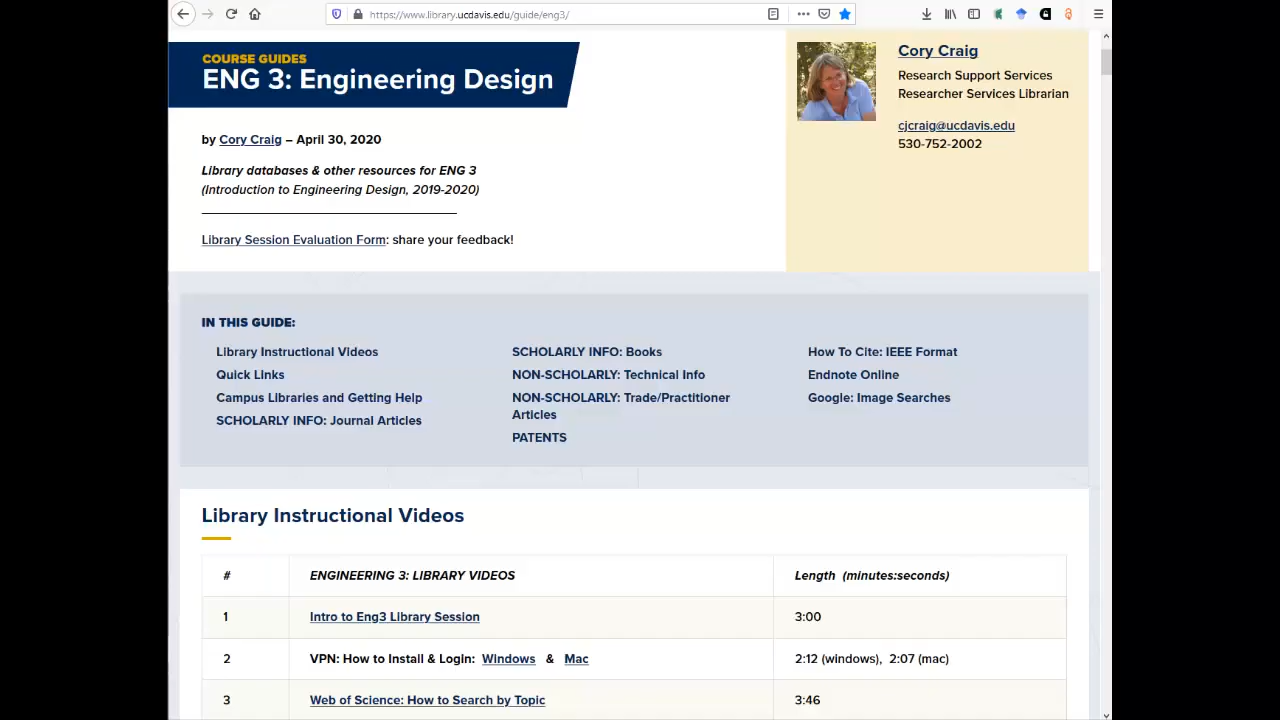 https://www.library.ucdavis.edu/guide/eng3/
COURSE GUIDES
ENG 3: Engineering Design
by Cory Craig – April 30, 2020
Library databases & other resources for ENG 3
(Introduction to Engineering Design, 2019-2020)
Library Session Evaluation Form: share your feedback!
Cory Craig
Research Support Services
Researcher Services Librarian
cjcraig@ucdavis.edu
530-752-2002
IN THIS GUIDE:
Library Instructional Videos
Quick Links
Campus Libraries and Getting Help
SCHOLARLY INFO: Journal Articles
SCHOLARLY INFO: Books
NON-SCHOLARLY: Technical Info
NON-SCHOLARLY: Trade/Practitioner
Articles
PATENTS
How To Cite: IEEE Format
Endnote Online
Google: Image Searches
Library Instructional Videos
# ENGINEERING 3: LIBRARY VIDEOS Length (minutes:seconds)
1 Intro to Eng3 Library Session 3:00
2 VPN: How to Install & Login: Windows & Mac 2:12 (windows), 2:07 (mac)
3 Web of Science: How to Search by Topic 3:46